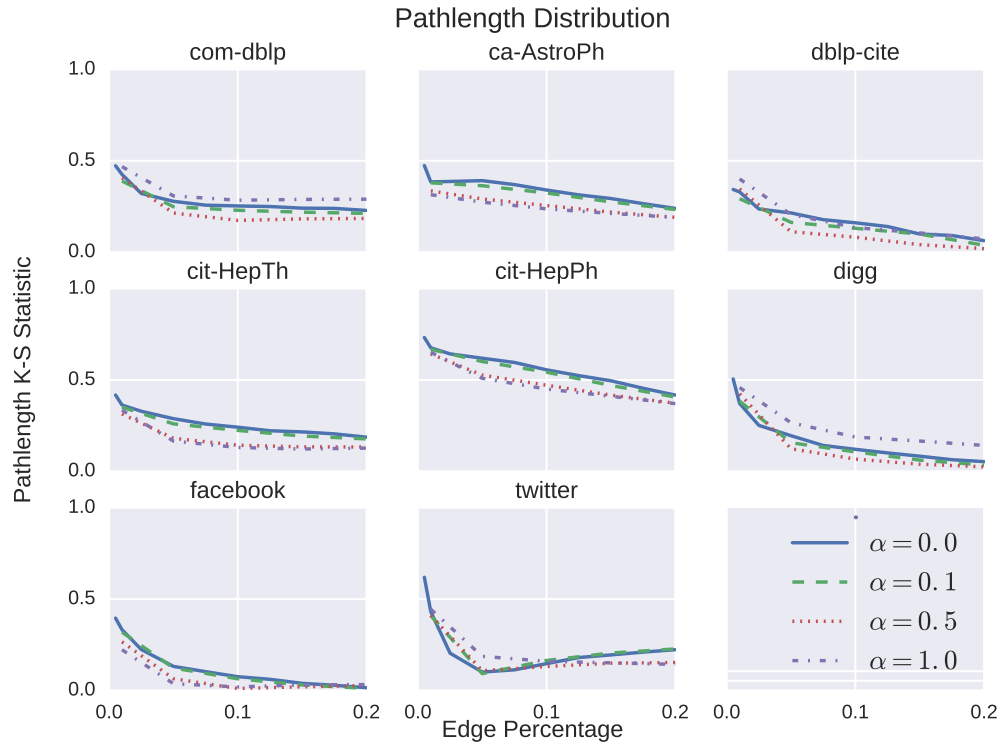 Pathlength Distribution
com-dblp ca-AstroPh dblp-cite
1.0
0.5
0.0
cit-HepTh cit-HepPh digg
1.0
0.5
0.0
facebook twitter
1.0
0.5
0.0
α = 0.0
α = 0.1
α = 0.5
α = 1.0
0.0 0.1 0.2 0.0 0.1 0.2 0.0 0.1 0.2
Edge Percentage
Pathlength K-S Statistic